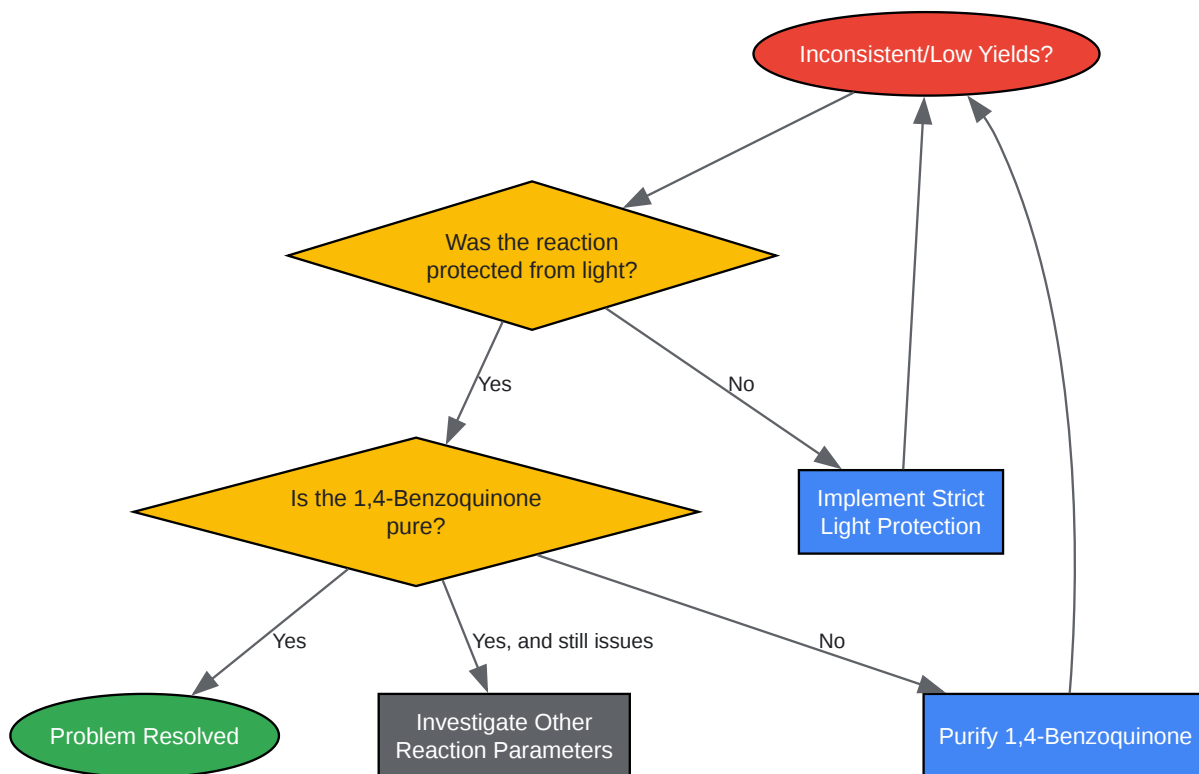 Inconsistent/Low Yields?
Was the reaction
protected from light?
Yes
No
Is the 1,4-Benzoquinone
pure?
Implement Strict
Light Protection
Yes
Yes, and still issues
No
Problem Resolved
Investigate Other
Reaction Parameters
Purify 1,4-Benzoquinone